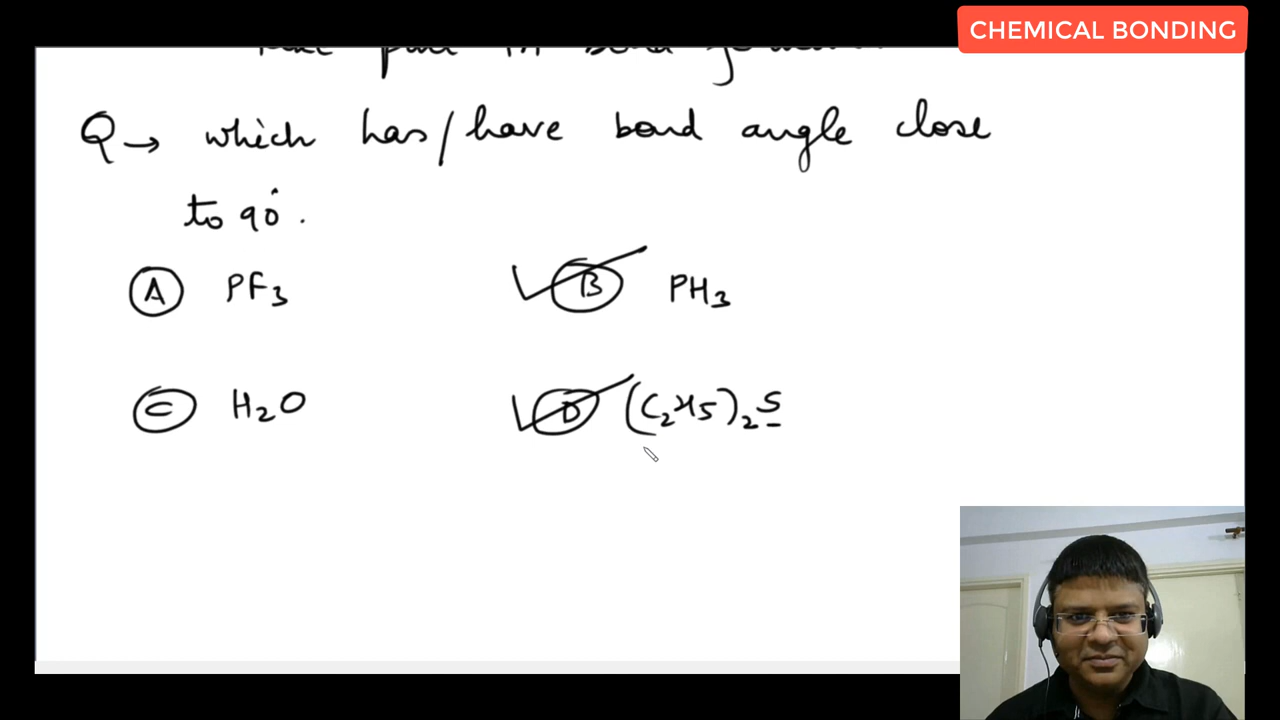 CHEMICAL BONDING
Q → which has/have bond angle close
to 90°.
A PF₃ B PH₃
C H₂O D (C₂H₅)₂S